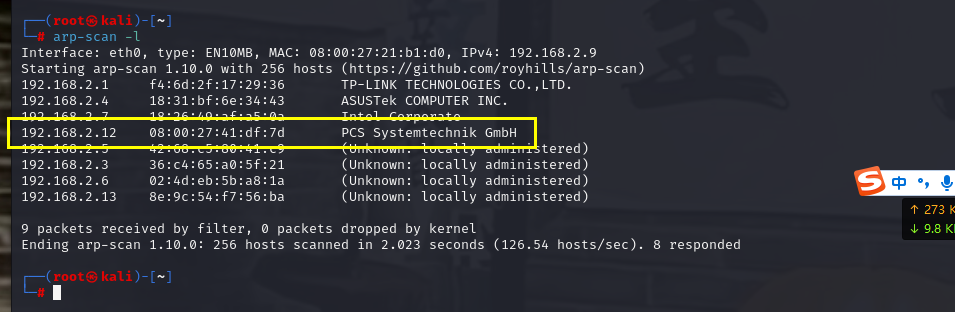 ┌──(root㉿kali)-[~]
└─# arp-scan -l
Interface: eth0, type: EN10MB, MAC: 08:00:27:21:b1:d0, IPv4: 192.168.2.9
Starting arp-scan 1.10.0 with 256 hosts (https://github.com/royhills/arp-scan)
192.168.2.1 f4:6d:2f:17:29:36 TP-LINK TECHNOLOGIES CO.,LTD.
192.168.2.4 18:31:bf:6e:34:43 ASUSTek COMPUTER INC.
192.168.2.7 18:26:49:af:a5:0a Intel Corporate
192.168.2.12 08:00:27:41:df:7d PCS Systemtechnik GmbH
192.168.2.5 42:68:c5:80:41:c9 (Unknown: locally administered)
192.168.2.3 36:c4:65:a0:5f:21 (Unknown: locally administered)
192.168.2.6 02:4d:eb:5b:a8:1a (Unknown: locally administered)
192.168.2.13 8e:9c:54:f7:56:ba (Unknown: locally administered)
9 packets received by filter, 0 packets dropped by kernel
Ending arp-scan 1.10.0: 256 hosts scanned in 2.023 seconds (126.54 hosts/sec). 8 responded
┌──(root㉿kali)-[~]
└─#
S 中 °,
↑ 273 K
↓ 9.8 K